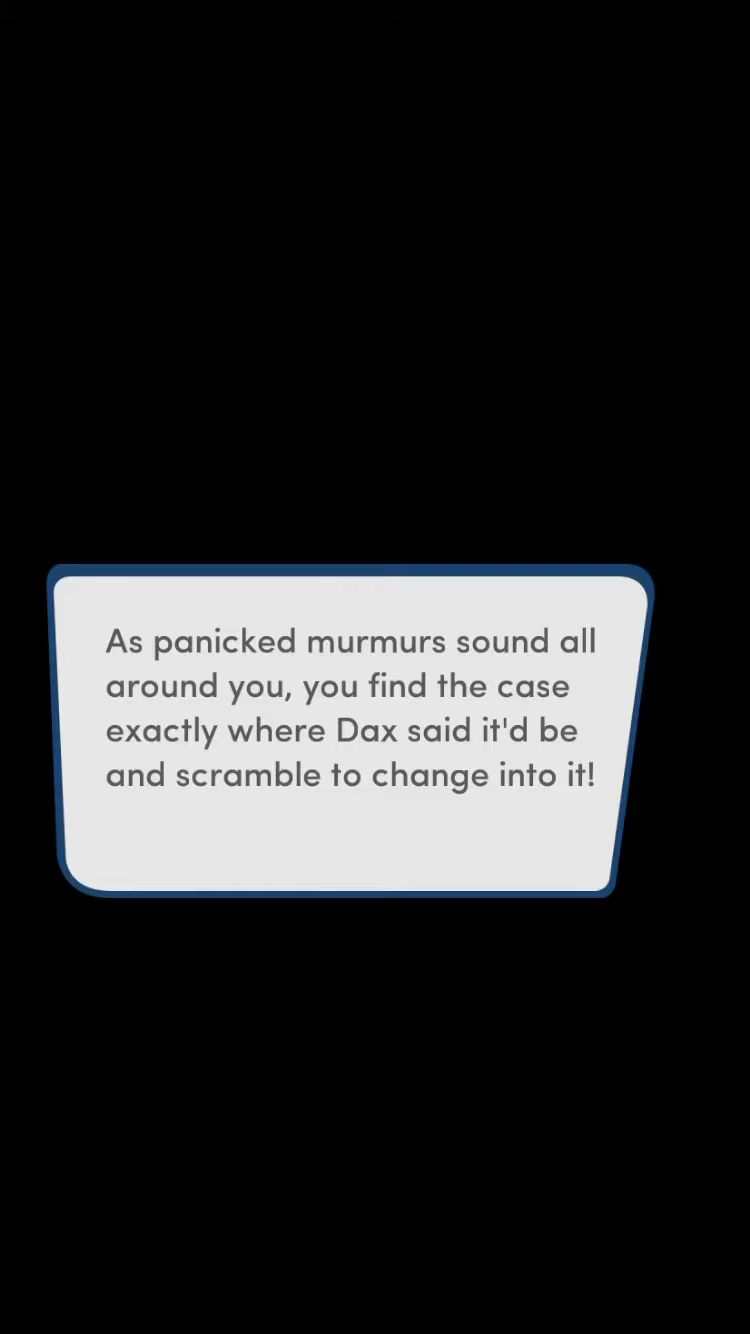 As panicked murmurs sound all
around you, you find the case
exactly where Dax said it'd be
and scramble to change into it!